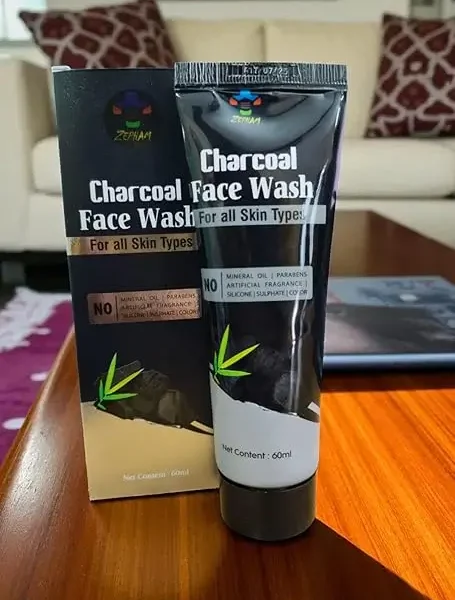 ZEPHAM
Charcoal
Face Wash
For all Skin Types
NO
MINERAL OIL | PARABENS
ARTIFICIAL FRAGRANCE |
SILICONE | SULPHATE | COLOR
Net Content : 60ml
ZEPHAM
Charcoal
Face Wash
For all Skin Types
NO
MINERAL OIL | PARABENS
ARTIFICIAL FRAGRANCE |
SILICONE | SULPHATE | COLOR
Net Content : 60ml